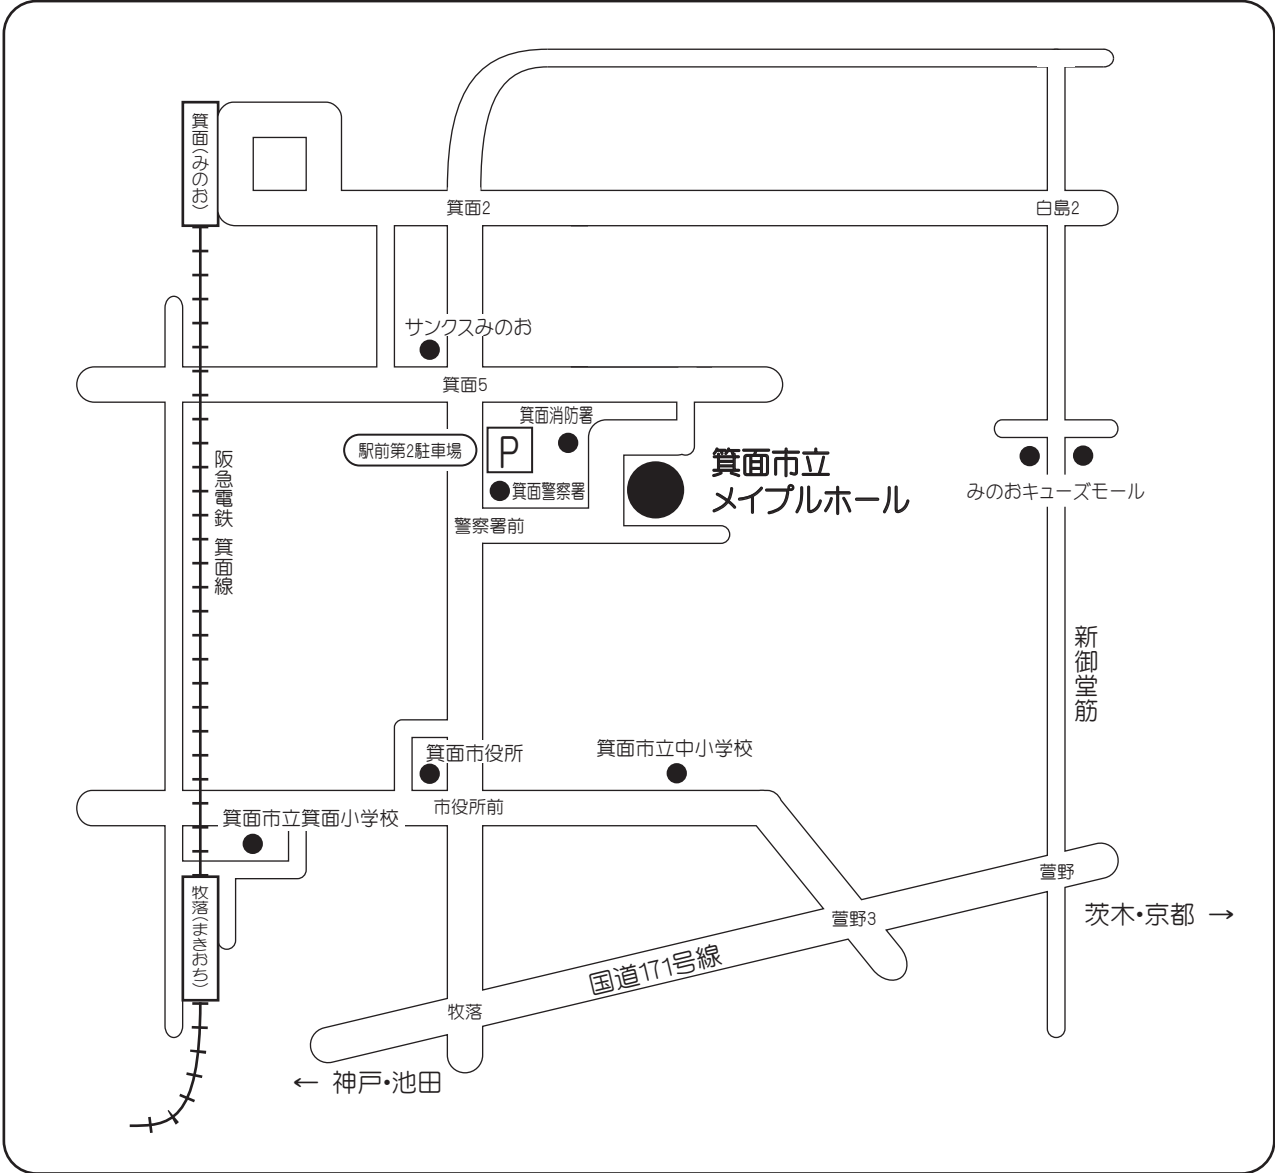 箕面(みのお)
箕面2
白島2
サンクスみのお
箕面5
箕面消防署
駅前第2駐車場
P
箕面警察署
箕面市立
メイプルホール
みのおキューズモール
阪急電鉄 箕面線
警察署前
新御堂筋
箕面市役所
箕面市立中小学校
市役所前
箕面市立箕面小学校
萱野
牧落(まきおち)
萱野3
茨木・京都 →
国道171号線
牧落
← 神戸・池田